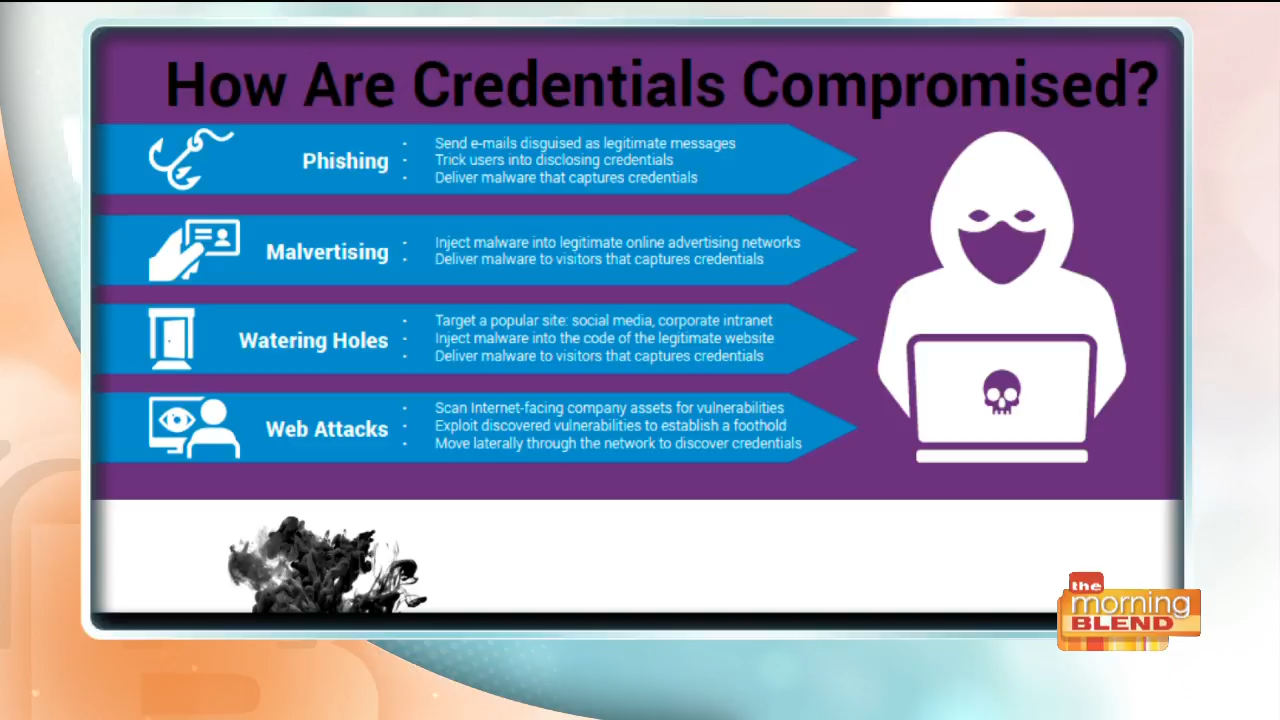 How Are Credentials Compromised?
Phishing
· Send e-mails disguised as legitimate messages
· Trick users into disclosing credentials
· Deliver malware that captures credentials
Malvertising
· Inject malware into legitimate online advertising networks
· Deliver malware to visitors that captures credentials
Watering Holes
· Target a popular site: social media, corporate intranet
· Inject malware into the code of the legitimate website
· Deliver malware to visitors that captures credentials
Web Attacks
· Scan Internet-facing company assets for vulnerabilities
· Exploit discovered vulnerabilities to establish a foothold
· Move laterally through the network to discover credentials
the
morning
BLEND